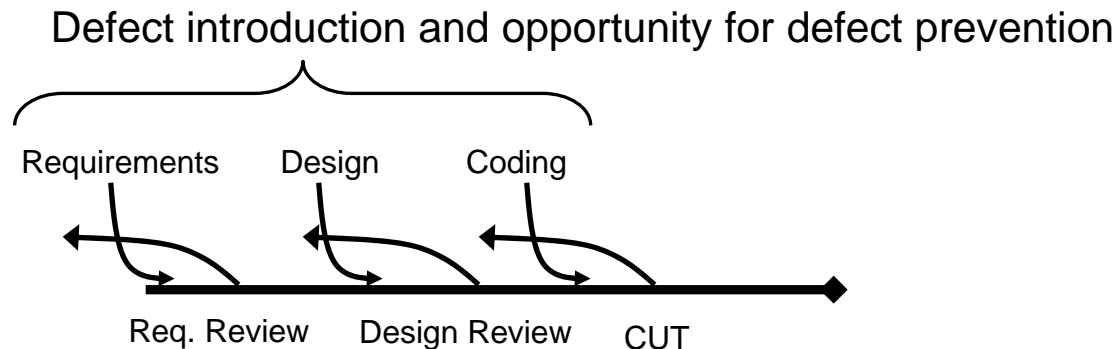 Defect introduction and opportunity for defect prevention
Requirements Design Coding
Req. Review Design Review CUT